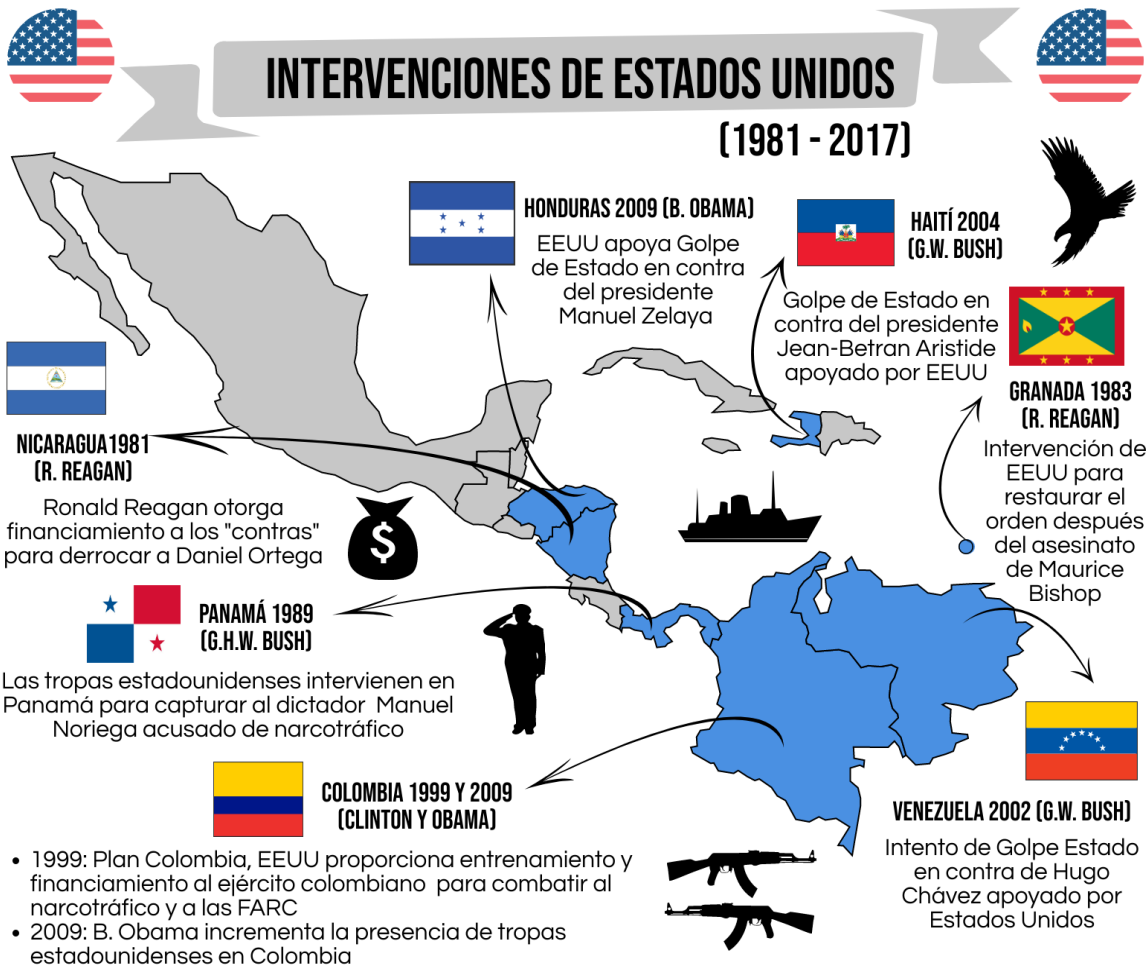 INTERVENCIONES DE ESTADOS UNIDOS
(1981 - 2017)
HONDURAS 2009 (B. OBAMA)
EEUU apoya Golpe
de Estado en contra
del presidente
Manuel Zelaya
HAITÍ 2004
(G.W. BUSH)
Golpe de Estado en
contra del presidente
Jean-Betran Aristide
apoyado por EEUU
GRANADA 1983
(R. REAGAN)
Intervención de
EEUU para
restaurar el
orden después
del asesinato
de Maurice
Bishop
NICARAGUA1981
(R. REAGAN)
Ronald Reagan otorga
financiamiento a los "contras"
para derrocar a Daniel Ortega
$
PANAMÁ 1989
(G.H.W. BUSH)
Las tropas estadounidenses intervienen en
Panamá para capturar al dictador Manuel
Noriega acusado de narcotráfico
COLOMBIA 1999 Y 2009
(CLINTON Y OBAMA)
• 1999: Plan Colombia, EEUU proporciona entrenamiento y
financiamiento al ejército colombiano para combatir al
narcotráfico y a las FARC
• 2009: B. Obama incrementa la presencia de tropas
estadounidenses en Colombia
VENEZUELA 2002 (G.W. BUSH)
Intento de Golpe Estado
en contra de Hugo
Chávez apoyado por
Estados Unidos